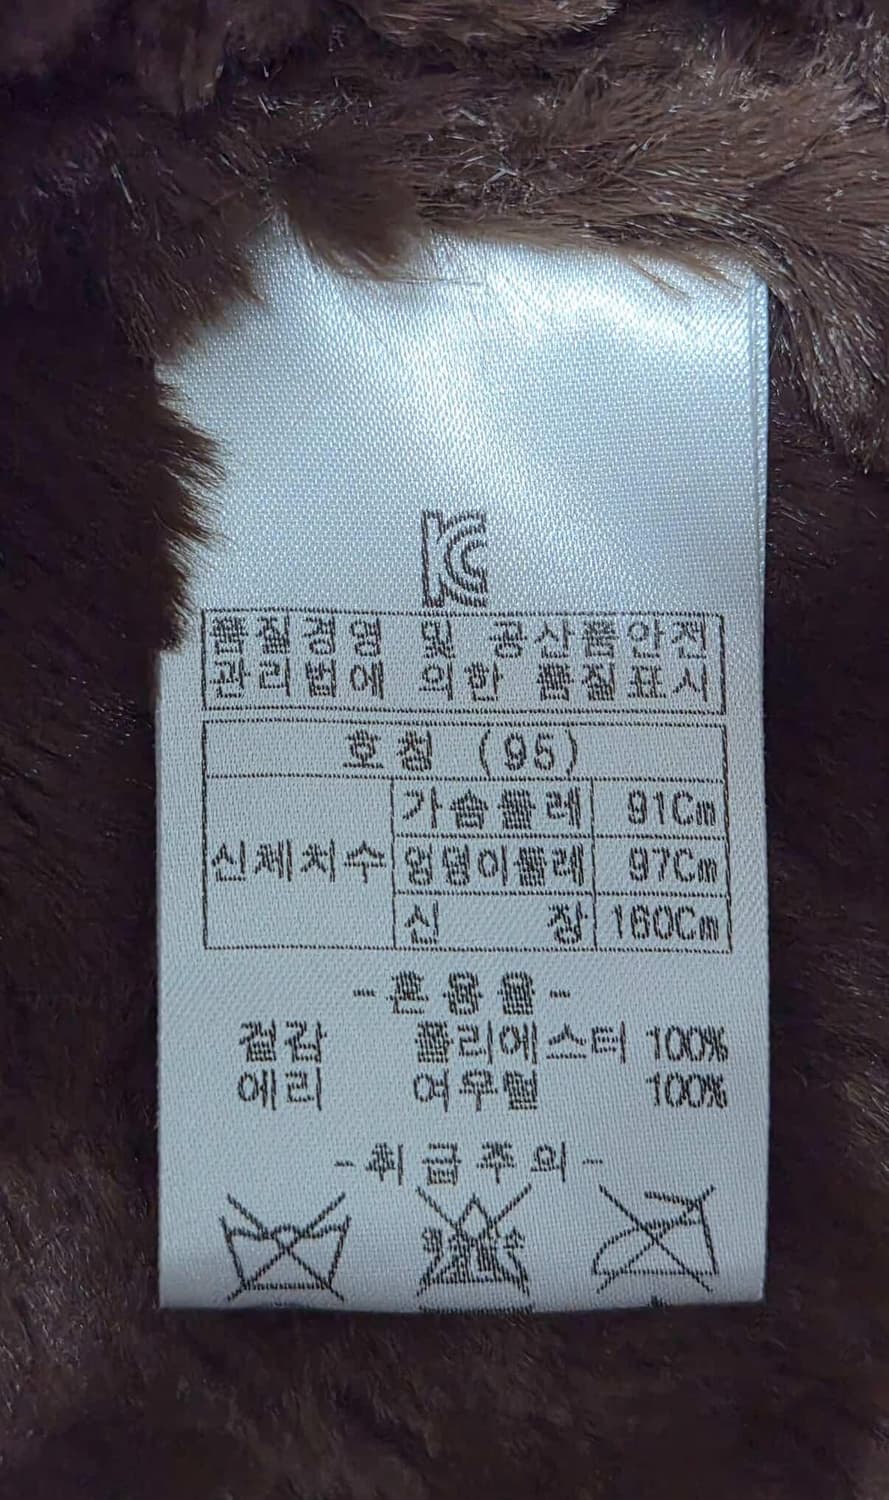 KC
품질경영 및 공산품안전
관리법에 의한 품질표시
호칭 (95)
신체치수
가슴둘레 91Cm
엉덩이둘레 97Cm
신 장 160Cm
-혼용율-
겉감 폴리에스터 100%
에리 여우털 100%
-취급주의-